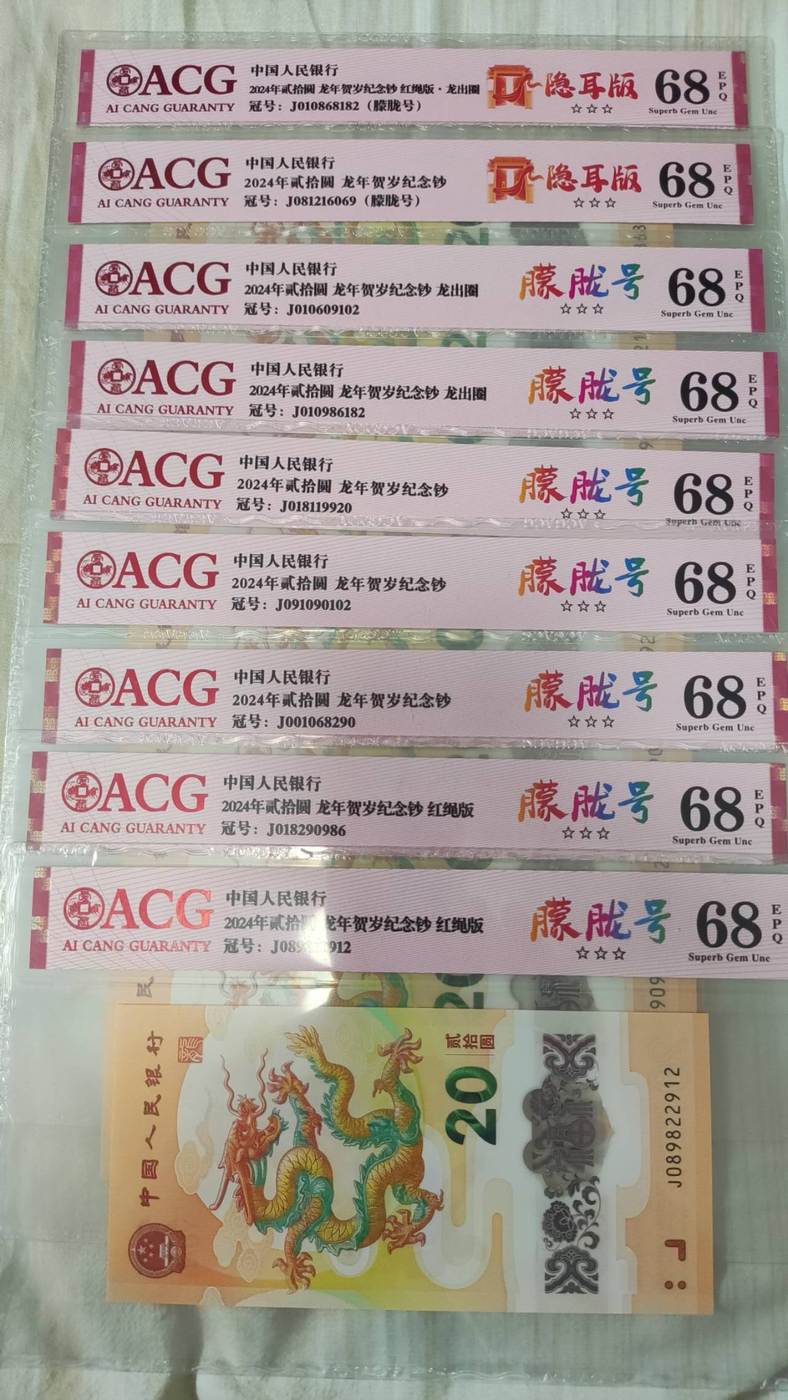 ACG
AI CANG GUARANTY
中国人民银行
2024年贰拾圆 龙年贺岁纪念钞 红绳版·龙出圈
冠号：J010868182（朦胧号）
隐耳版
☆☆☆
68
EPQ
Superb Gem Unc
ACG
AI CANG GUARANTY
中国人民银行
2024年贰拾圆 龙年贺岁纪念钞
冠号：J081216069（朦胧号）
隐耳版
☆☆☆
68
EPQ
Superb Gem Unc
ACG
AI CANG GUARANTY
中国人民银行
2024年贰拾圆 龙年贺岁纪念钞 龙出圈
冠号：J010609102
朦胧号
☆☆☆
68
EPQ
Superb Gem Unc
ACG
AI CANG GUARANTY
中国人民银行
2024年贰拾圆 龙年贺岁纪念钞 龙出圈
冠号：J010986182
朦胧号
☆☆☆
68
EPQ
Superb Gem Unc
ACG
AI CANG GUARANTY
中国人民银行
2024年贰拾圆 龙年贺岁纪念钞
冠号：J018119920
朦胧号
☆☆☆
68
EPQ
Superb Gem Unc
ACG
AI CANG GUARANTY
中国人民银行
2024年贰拾圆 龙年贺岁纪念钞
冠号：J091090102
朦胧号
☆☆☆
68
EPQ
Superb Gem Unc
ACG
AI CANG GUARANTY
中国人民银行
2024年贰拾圆 龙年贺岁纪念钞
冠号：J001068290
朦胧号
☆☆☆
68
EPQ
Superb Gem Unc
ACG
AI CANG GUARANTY
中国人民银行
2024年贰拾圆 龙年贺岁纪念钞 红绳版
冠号：J018290986
朦胧号
☆☆☆
68
EPQ
Superb Gem Unc
ACG
AI CANG GUARANTY
中国人民银行
2024年贰拾圆 龙年贺岁纪念钞 红绳版
朦胧号
☆☆☆
68
EPQ
Superb Gem Unc
中国人民银行
贰拾圆
20
J089822912